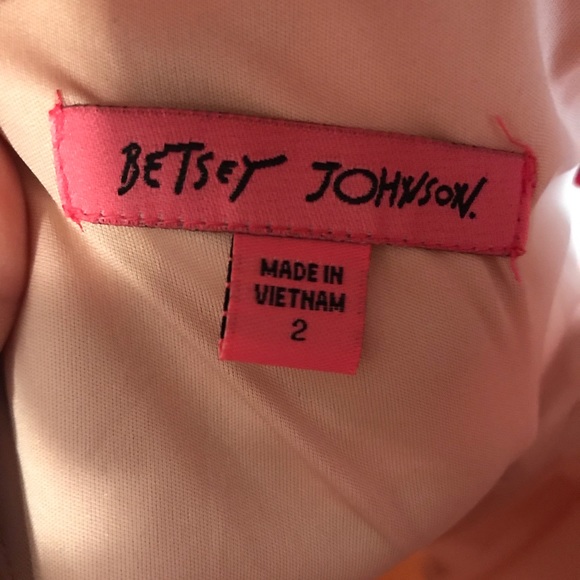 BETSEY JOHNSON.
MADE IN
VIETNAM
2